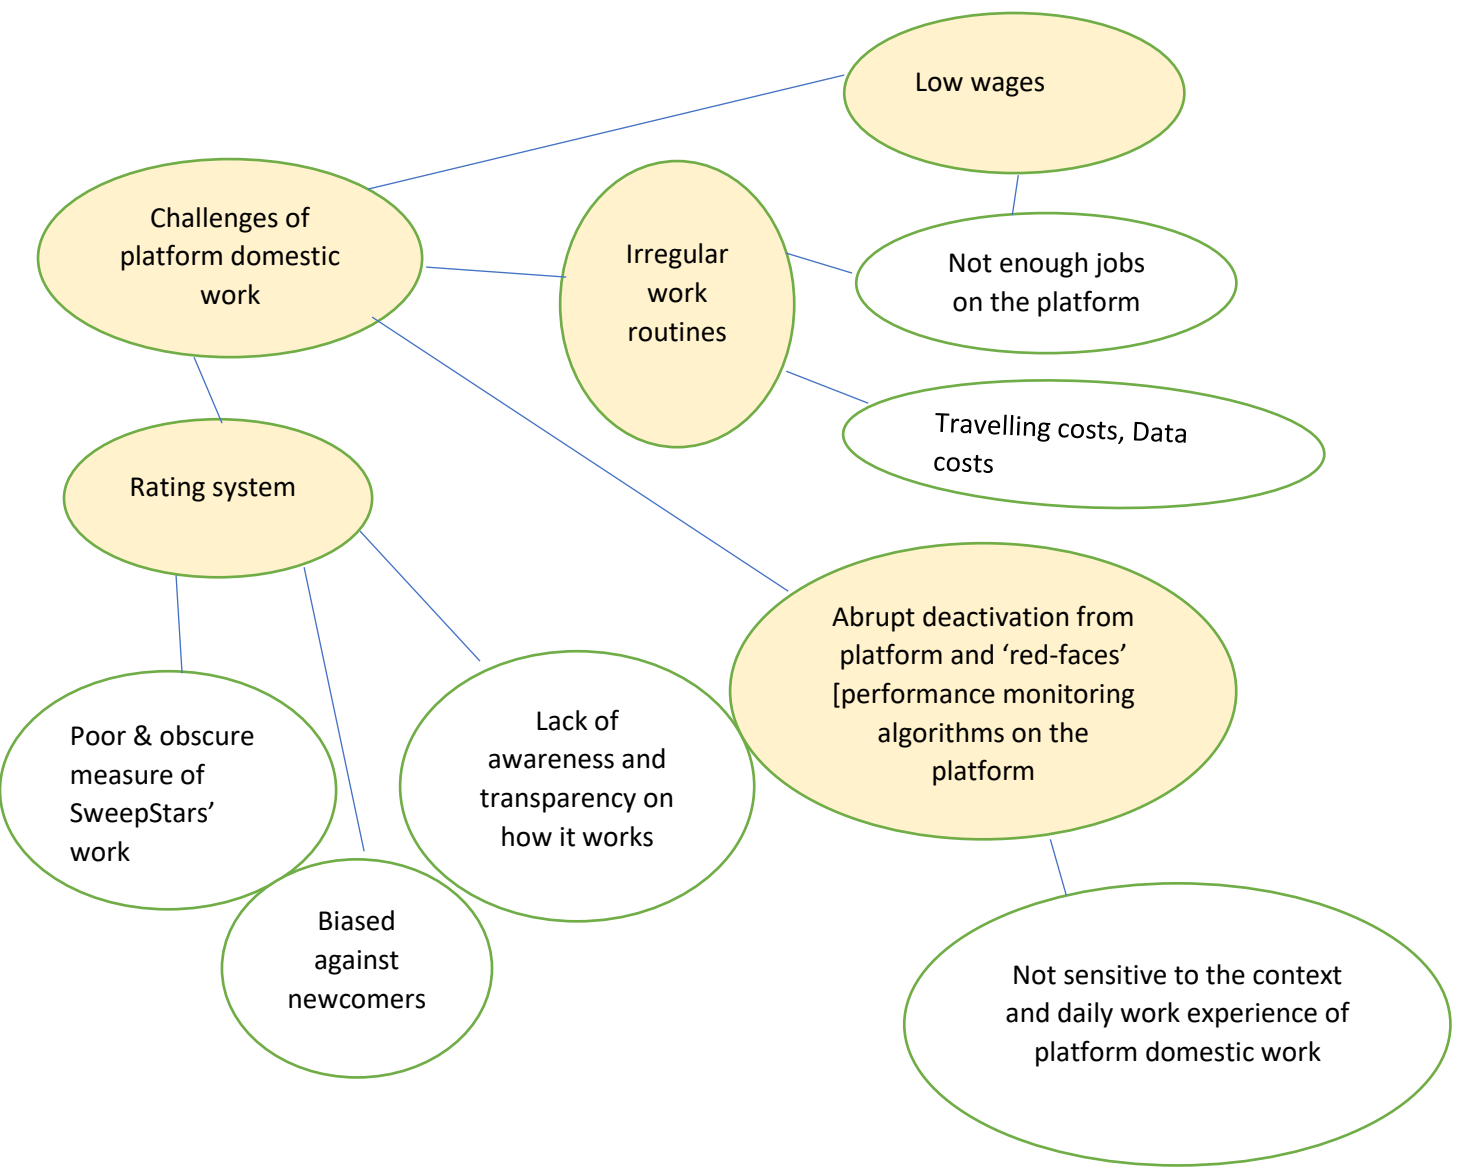 Low wages
Challenges of
platform domestic
work
Irregular
work
routines
Not enough jobs
on the platform
Travelling costs, Data
costs
Rating system
Abrupt deactivation from
platform and ‘red-faces’
[performance monitoring
algorithms on the
platform
Poor & obscure
measure of
SweepStars’
work
Lack of
awareness and
transparency on
how it works
Biased
against
newcomers
Not sensitive to the context
and daily work experience of
platform domestic work